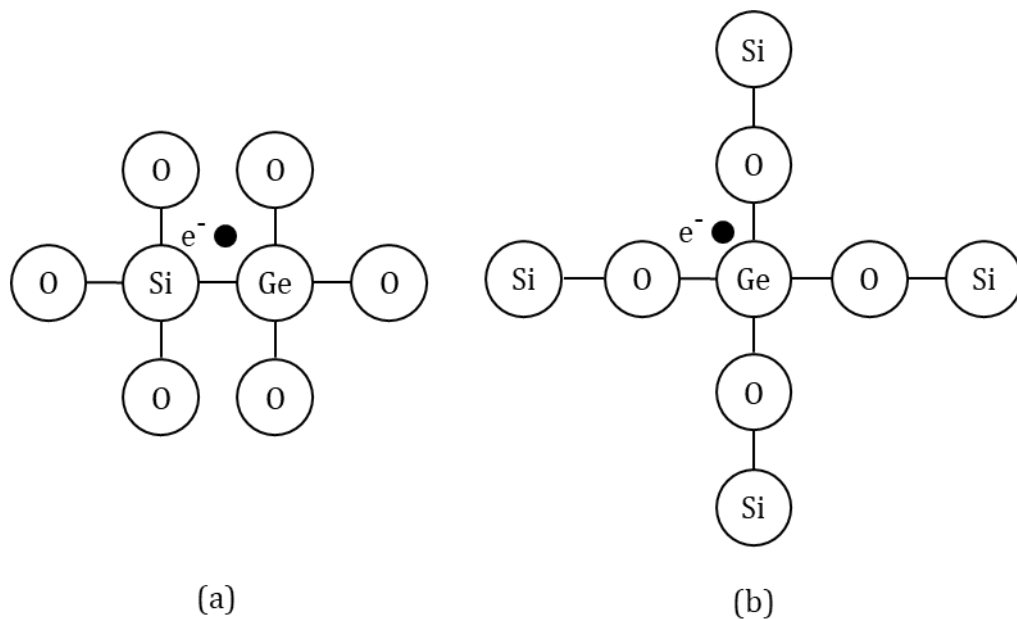 Si
O O O
e⁻ e⁻
O Si Ge O Si O Ge O Si
O O O
Si
(a) (b)